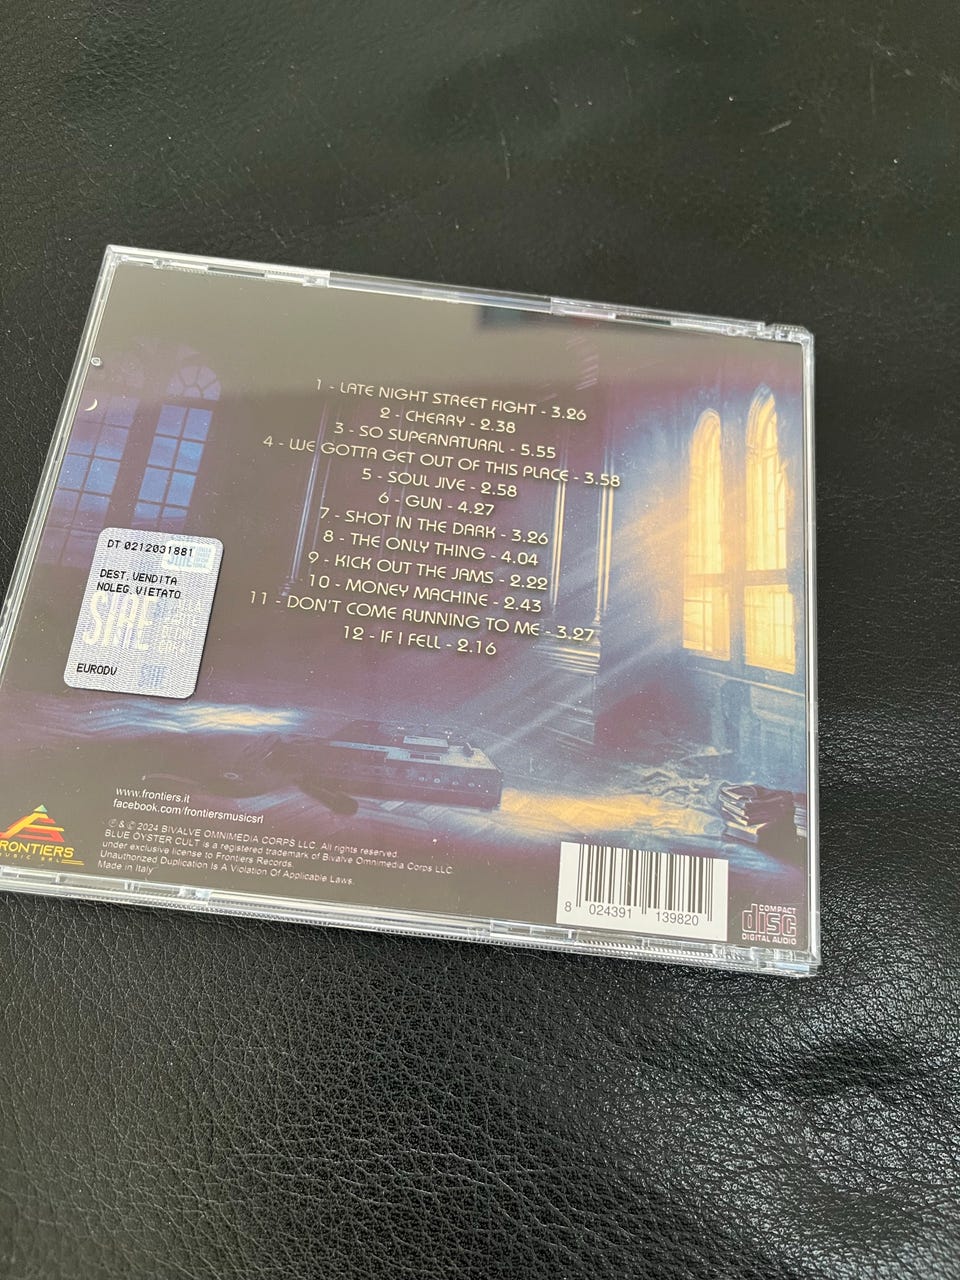 1 - LATE NIGHT STREET FIGHT - 3.26
2 - CHERRY - 2.38
3 - SO SUPERNATURAL - 5.55
4 - WE GOTTA GET OUT OF THIS PLACE - 3.58
5 - SOUL JIVE - 2.58
6 - GUN - 4.27
7 - SHOT IN THE DARK - 3.26
8 - THE ONLY THING - 4.04
9 - KICK OUT THE JAMS - 2.22
10 - MONEY MACHINE - 2.43
11 - DON'T COME RUNNING TO ME - 3.27
12 - IF I FELL - 2.16
DT 0212031881
DEST.VENDITA
NOLEG.VIETATO
SIAE
EURODV
www.frontiers.it
facebook.com/frontiersmusicsrl
FRONTIERS
MUSIC SRL
℗ & © 2024 BIVALVE OMNIMEDIA CORPS LLC. All rights reserved.
BLUE ÖYSTER CULT is a registered trademark of Bivalve Omnimedia Corps LLC.
under exclusive license to Frontiers Records.
Unauthorized Duplication Is A Violation Of Applicable Laws.
Made in Italy
8 024391 139820
COMPACT
disc
DIGITAL AUDIO